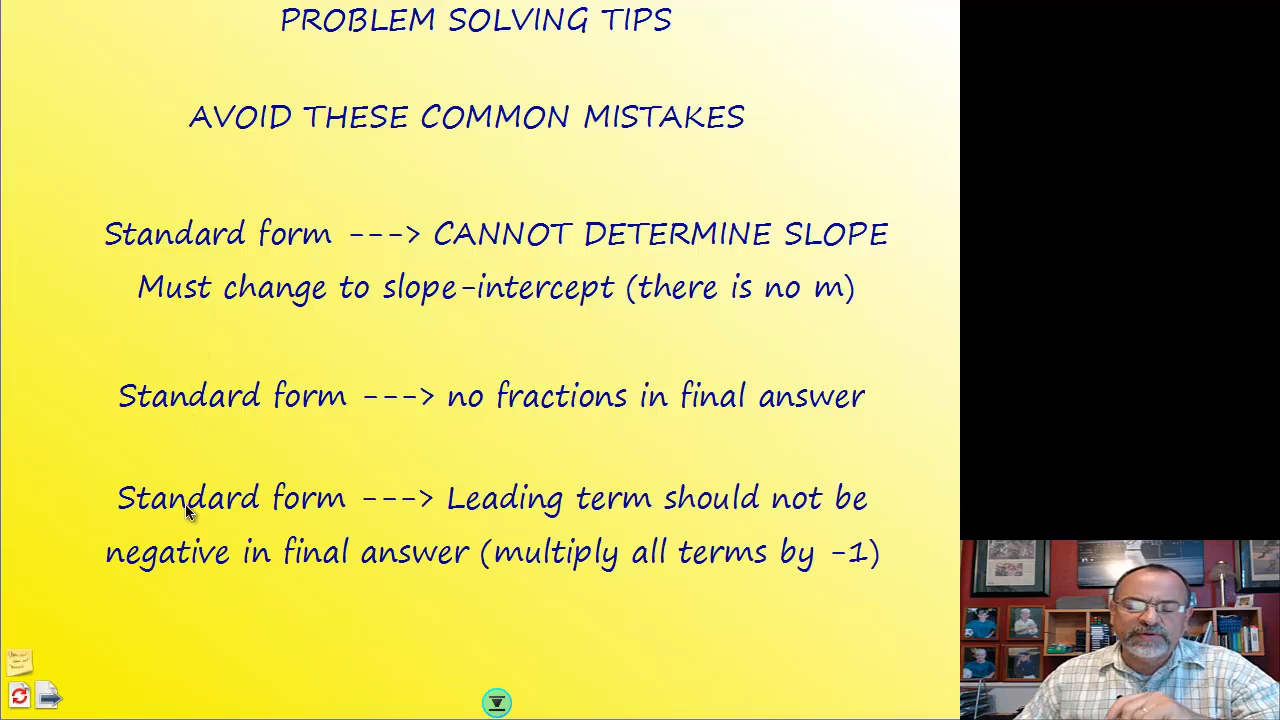 PROBLEM SOLVING TIPS
AVOID THESE COMMON MISTAKES
Standard form ---> CANNOT DETERMINE SLOPE
Must change to slope-intercept (there is no m)
Standard form ---> no fractions in final answer
Standard form ---> Leading term should not be
negative in final answer (multiply all terms by -1)